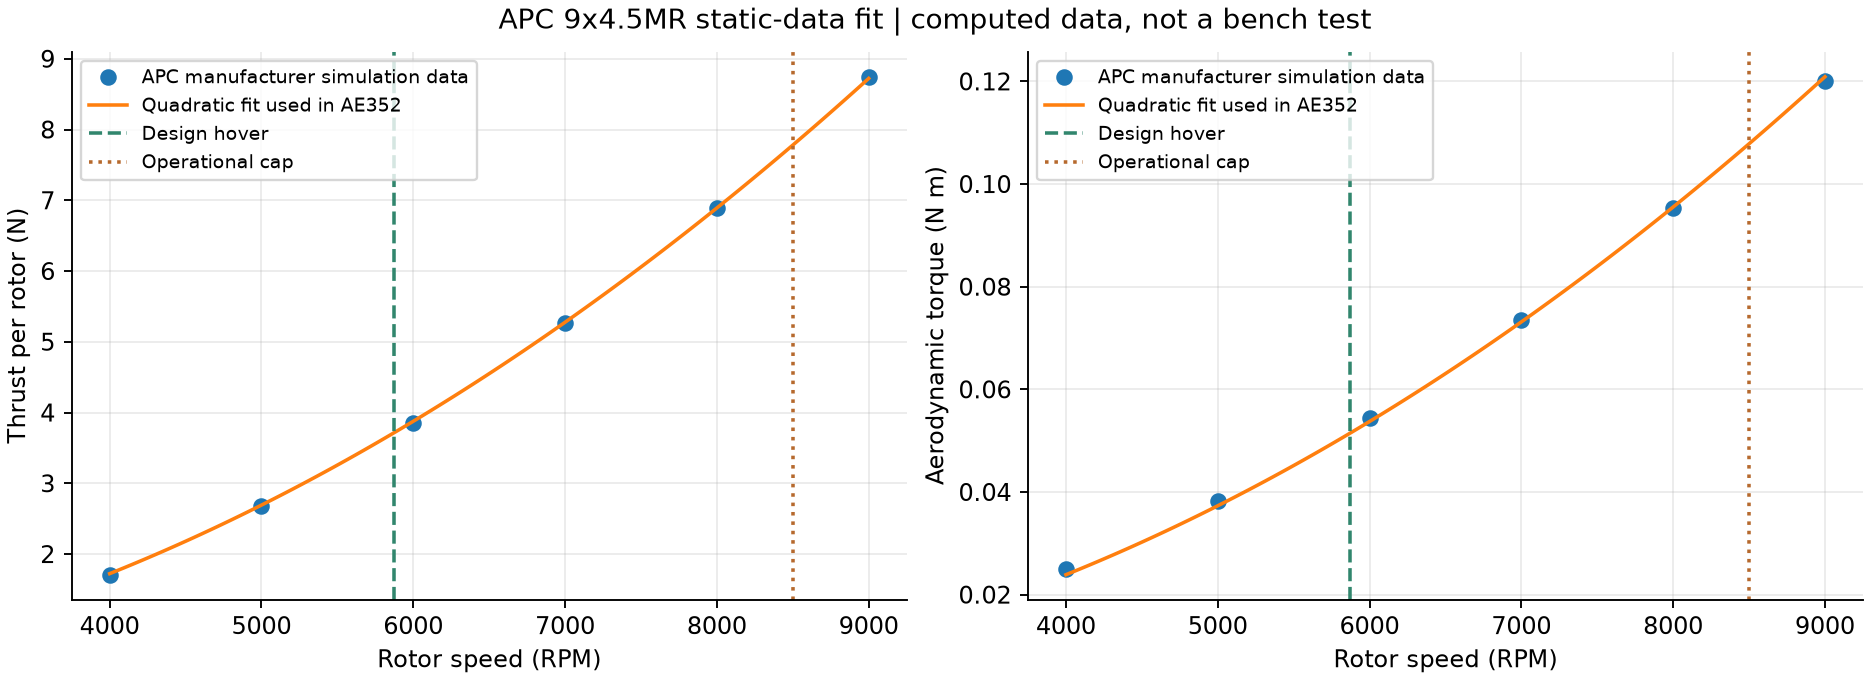 APC 9x4.5MR static-data fit | computed data, not a bench test
APC manufacturer simulation data
Quadratic fit used in AE352
Design hover
Operational cap
Thrust per rotor (N)
9
8
7
6
5
4
3
2
4000 5000 6000 7000 8000 9000
Rotor speed (RPM)
APC manufacturer simulation data
Quadratic fit used in AE352
Design hover
Operational cap
Aerodynamic torque (N m)
0.12
0.10
0.08
0.06
0.04
0.02
4000 5000 6000 7000 8000 9000
Rotor speed (RPM)